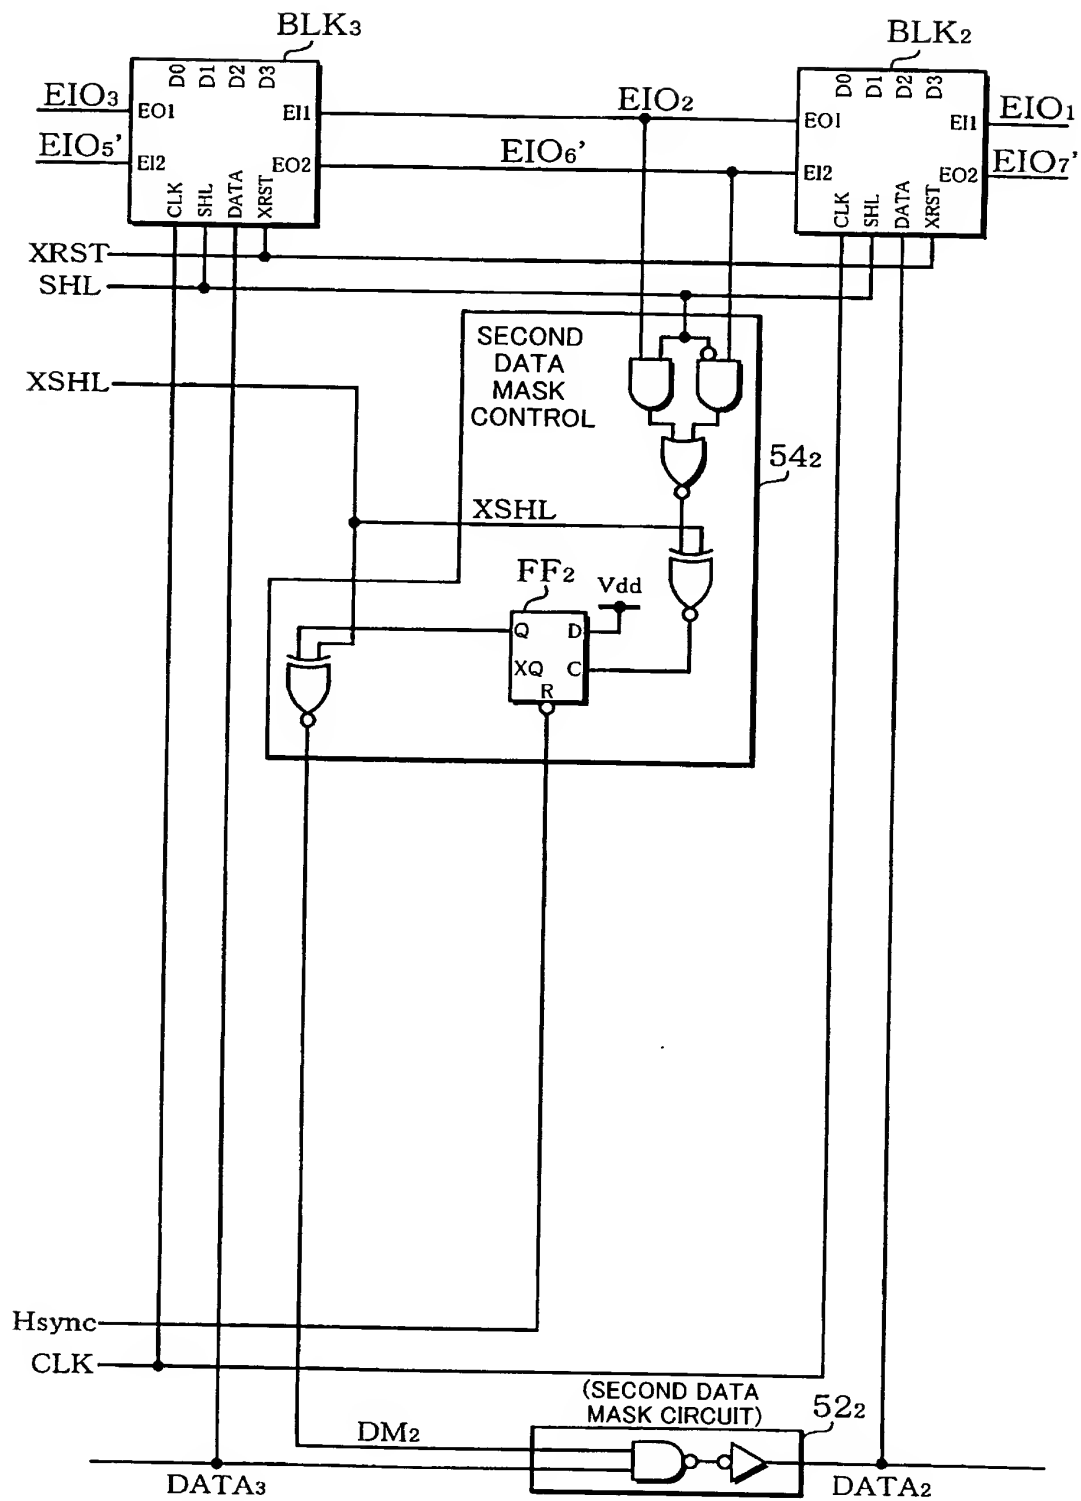 BLK3
BLK2
D0 D1 D2 D3
D0 D1 D2 D3
EIO3
EO1
EI1
EIO2
EO1
EI1
EIO1
EIO5'
EI2
EO2
EIO6'
EI2
EO2
EIO7'
CLK SHL DATA XRST
CLK SHL DATA XRST
XRST
SHL
SECOND
DATA
MASK
CONTROL
XSHL
542
XSHL
FF2
Vdd
Q
D
XQ
C
R
Hsync
CLK
(SECOND DATA
MASK CIRCUIT)
522
DM2
DATA3
DATA2